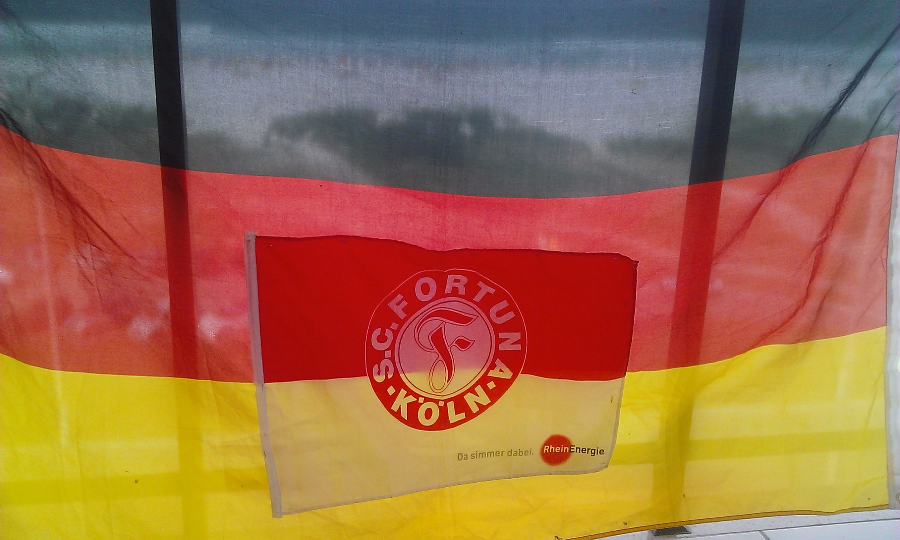 S.C. FORTUNA
· KÖLN ·
F
Da simmer dabei. RheinEnergie